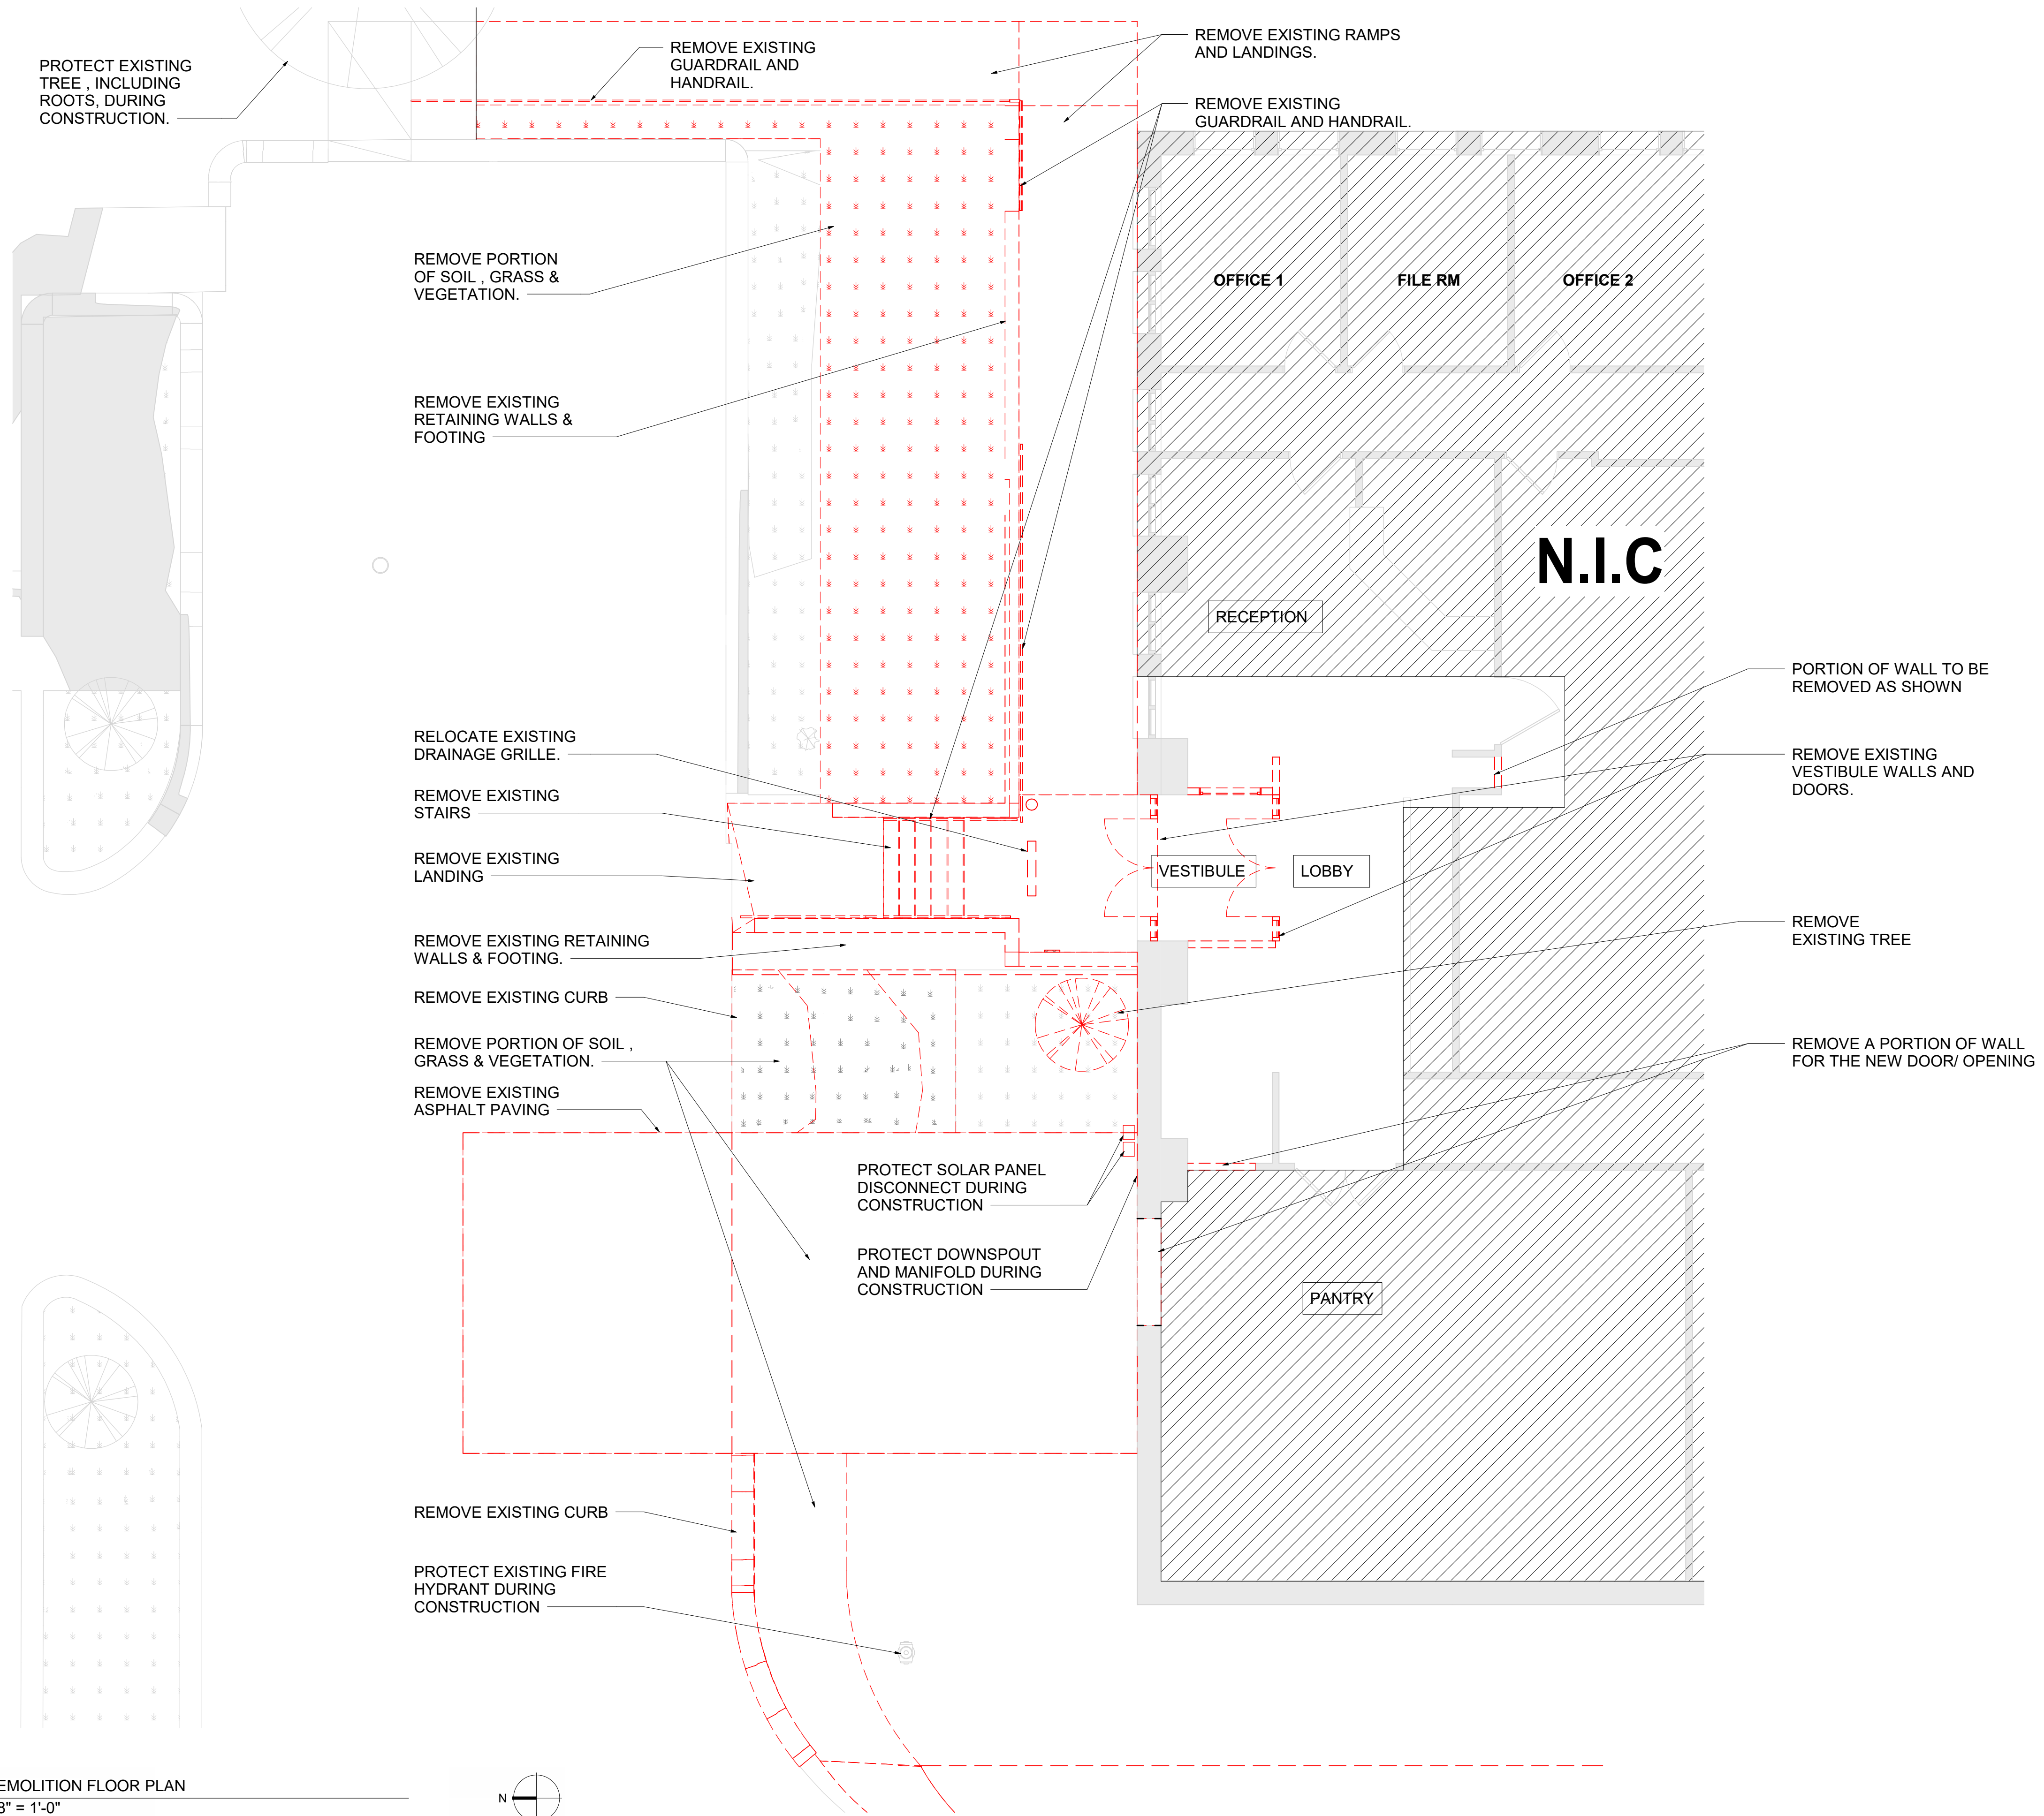 PROTECT EXISTING
TREE , INCLUDING
ROOTS, DURING
CONSTRUCTION.
REMOVE EXISTING
GUARDRAIL AND
HANDRAIL.
REMOVE EXISTING RAMPS
AND LANDINGS.
REMOVE EXISTING
GUARDRAIL AND HANDRAIL.
REMOVE PORTION
OF SOIL , GRASS &
VEGETATION.
OFFICE 1
FILE RM
OFFICE 2
REMOVE EXISTING
RETAINING WALLS &
FOOTING
N.I.C
RECEPTION
PORTION OF WALL TO BE
REMOVED AS SHOWN
RELOCATE EXISTING
DRAINAGE GRILLE.
REMOVE EXISTING
VESTIBULE WALLS AND
DOORS.
REMOVE EXISTING
STAIRS
REMOVE EXISTING
LANDING
VESTIBULE
LOBBY
REMOVE
EXISTING TREE
REMOVE EXISTING RETAINING
WALLS & FOOTING.
REMOVE EXISTING CURB
REMOVE PORTION OF SOIL ,
GRASS & VEGETATION.
REMOVE A PORTION OF WALL
FOR THE NEW DOOR/ OPENING
REMOVE EXISTING
ASPHALT PAVING
PROTECT SOLAR PANEL
DISCONNECT DURING
CONSTRUCTION
PROTECT DOWNSPOUT
AND MANIFOLD DURING
CONSTRUCTION
PANTRY
REMOVE EXISTING CURB
PROTECT EXISTING FIRE
HYDRANT DURING
CONSTRUCTION
EMOLITION FLOOR PLAN
8" = 1'-0"
N